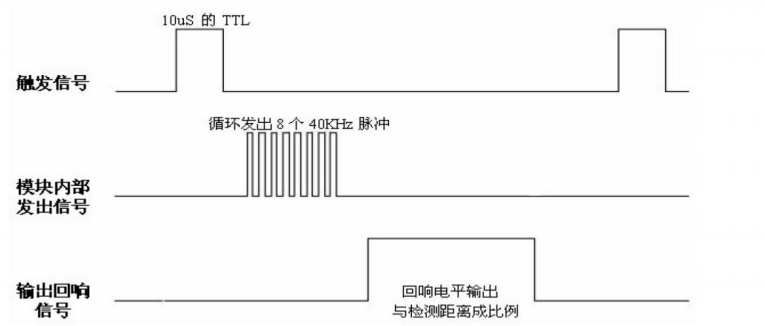 10uS 的 TTL
触发信号
循环发出 8 个 40KHz 脉冲
模块内部
发出信号
输出回响
信号
回响电平输出
与检测距离成比例